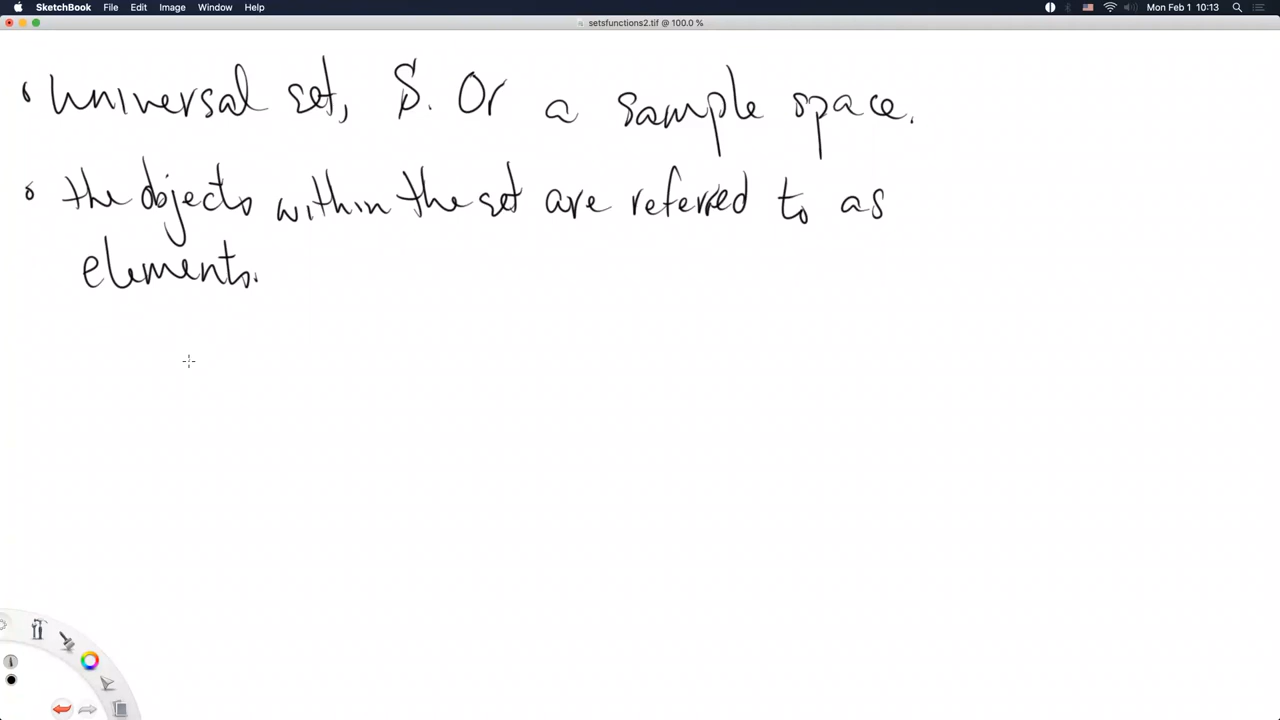 SketchBook File Edit Image Window Help Mon Feb 1 10:13
setsfunctions2.tif @ 100.0 %
• universal set, S. Or a sample space.
• the objects within the set are referred to as
elements.